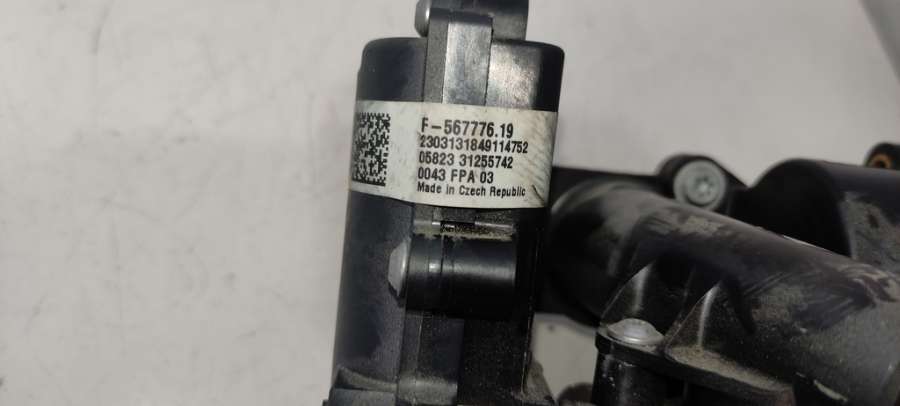 F-567776.19
2303131849114752
05823 31255742
0043 FPA 03
Made in Czech Republic